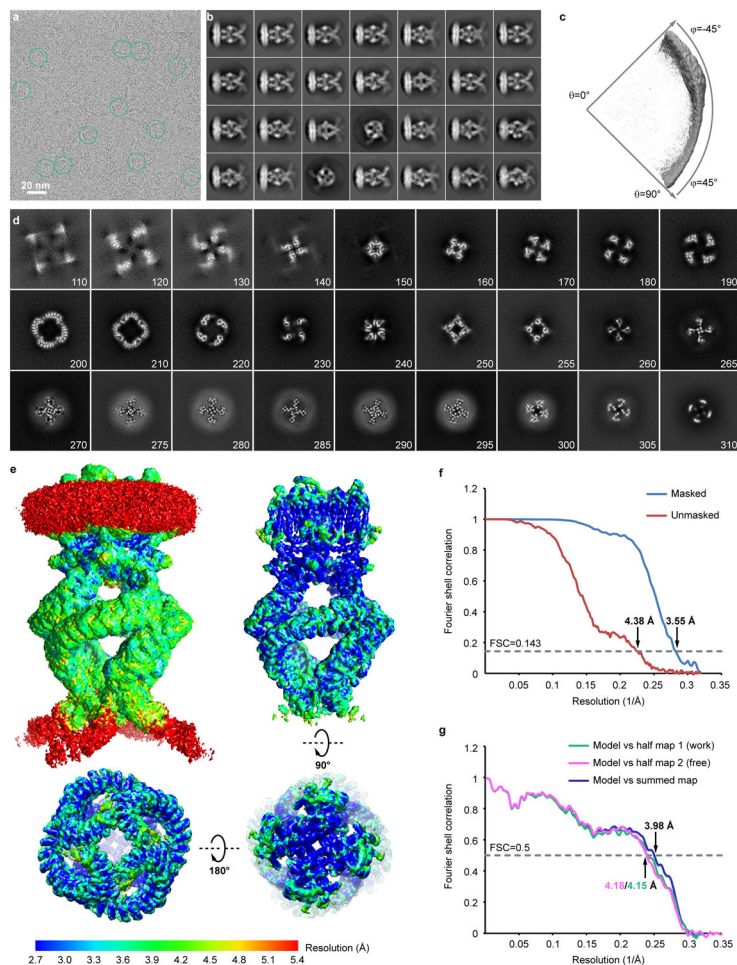 a
20 nm
b
c
φ=-45°
θ=0°
φ=45°
θ=90°
d
110 120 130 140 150 160 170 180 190
200 210 220 230 240 250 255 260 265
270 275 280 285 290 295 300 305 310
e
90°
180°
Resolution (Å)
2.7 3.0 3.3 3.6 3.9 4.2 4.5 4.8 5.1 5.4
f
Fourier shell correlation
1.2
1
0.8
0.6
0.4
0.2
0
Masked
Unmasked
4.38 Å 3.55 Å
FSC=0.143
0.05 0.1 0.15 0.2 0.25 0.3 0.35
Resolution (1/Å)
g
Fourier shell correlation
1.2
1
0.8
0.6
0.4
0.2
0
Model vs half map 1 (work)
Model vs half map 2 (free)
Model vs summed map
3.98 Å
FSC=0.5
4.18/4.15 Å
0.05 0.1 0.15 0.2 0.25 0.3 0.35
Resolution (1/Å)